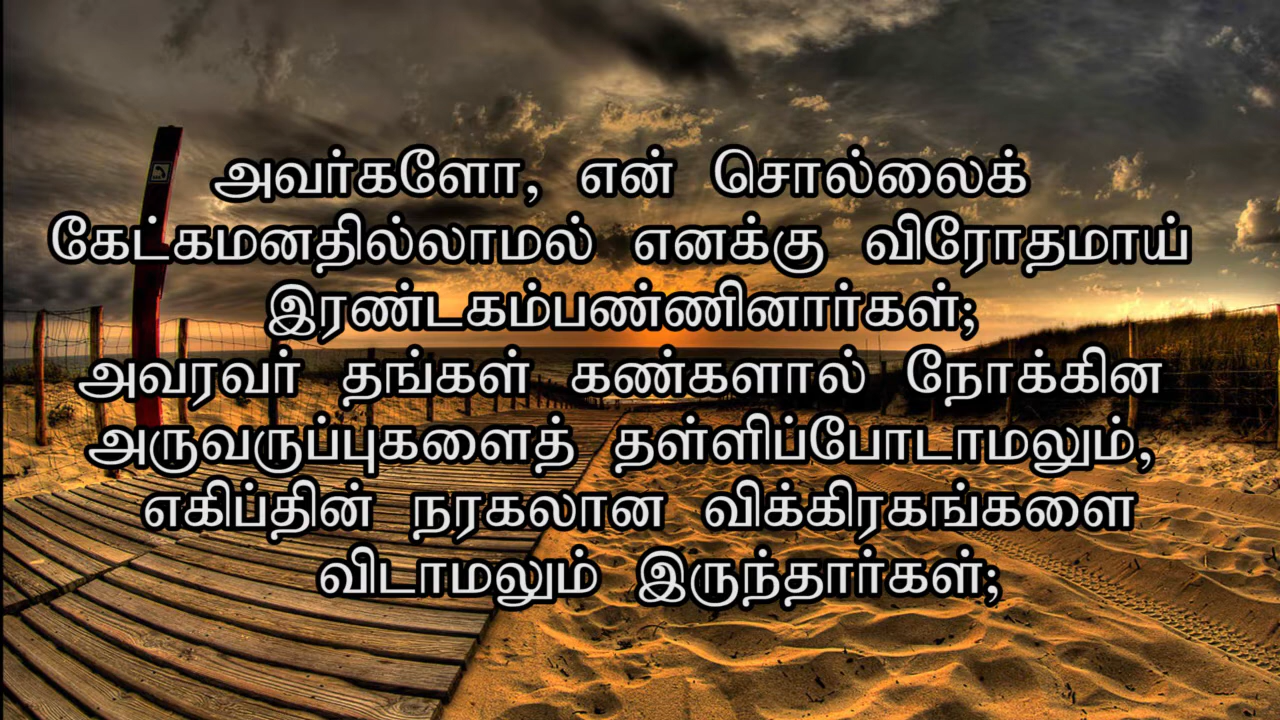 அவர்களோ, என் சொல்லைக்
கேட்கமனதில்லாமல் எனக்கு விரோதமாய்
இரண்டகம்பண்ணினார்கள்;
அவரவர் தங்கள் கண்களால் நோக்கின
அருவருப்புகளைத் தள்ளிப்போடாமலும்,
எகிப்தின் நரகலான விக்கிரகங்களை
விடாமலும் இருந்தார்கள்;